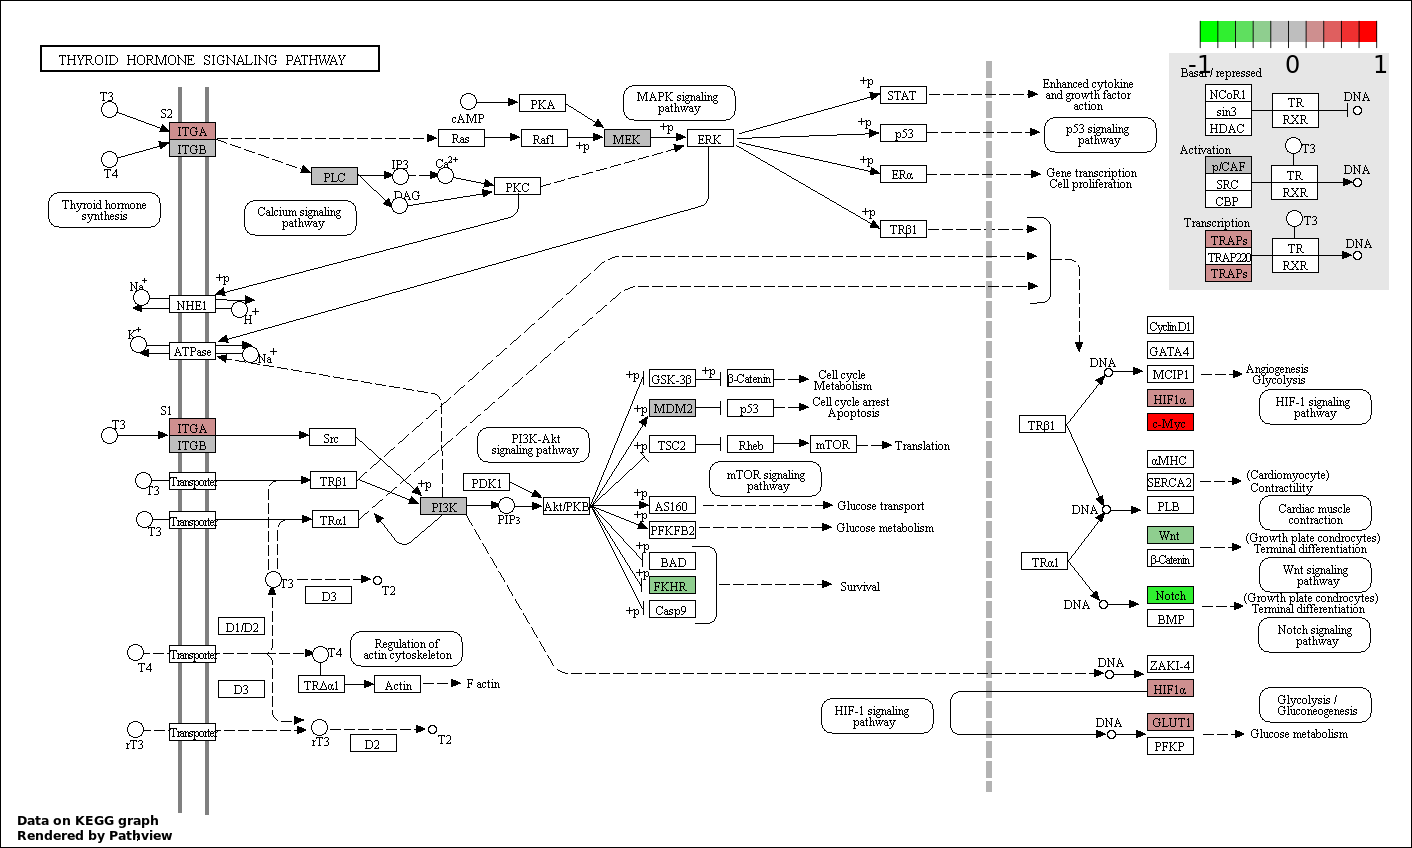 THYROID HORMONE SIGNALING PATHWAY
-1 0 1
Basal / repressed
NCoR1
sin3
HDAC
TR
RXR
DNA
Activation
p/CAF
SRC
CBP
T3
TR
RXR
DNA
Transcription
TRAPs
TRAP220
TRAPs
T3
TR
RXR
DNA
T3
T4
S2
ITGA
ITGB
Thyroid hormone
synthesis
PLC
Calcium signaling
pathway
cAMP
PKA
Ras
Raf1
+p
MEK
+p
ERK
MAPK signaling
pathway
IP3
Ca2+
DAG
PKC
+p
STAT
+p
p53
+p
ERα
+p
TRβ1
Enhanced cytokine
and growth factor
action
p53 signaling
pathway
Gene transcription
Cell proliferation
Na+
+p
NHE1
H+
K+
ATPase
Na+
S1
T3
ITGA
ITGB
Src
T3
Transporter
TRβ1
T3
Transporter
TRα1
+p
PI3K
PI3K-Akt
signaling pathway
PDK1
PIP3
Akt/PKB
+p
GSK-3β
+p
β-Catenin
Cell cycle
Metabolism
+p
MDM2
p53
Cell cycle arrest
Apoptosis
+p
TSC2
Rheb
mTOR
Translation
mTOR signaling
pathway
+p
AS160
Glucose transport
+p
PFKFB2
Glucose metabolism
+p
BAD
+p
FKHR
Survival
+p
Casp9
T3
D3
T2
D1/D2
T4
Transporter
T4
D3
TRΔα1
Actin
F actin
Regulation of
actin cytoskeleton
rT3
Transporter
rT3
D2
T2
TRβ1
DNA
CyclinD1
GATA4
MCIP1
HIF1α
c-Myc
Angiogenesis
Glycolysis
HIF-1 signaling
pathway
TRα1
DNA
αMHC
SERCA2
PLB
(Cardiomyocyte)
Contractility
Cardiac muscle
contraction
Wnt
β-Catenin
(Growth plate condrocytes)
Terminal differentiation
Wnt signaling
pathway
DNA
Notch
BMP
(Growth plate condrocytes)
Terminal differentiation
Notch signaling
pathway
DNA
ZAKI-4
HIF1α
HIF-1 signaling
pathway
DNA
GLUT1
PFKP
Glycolysis /
Gluconeogenesis
Glucose metabolism
Data on KEGG graph
Rendered by Pathview